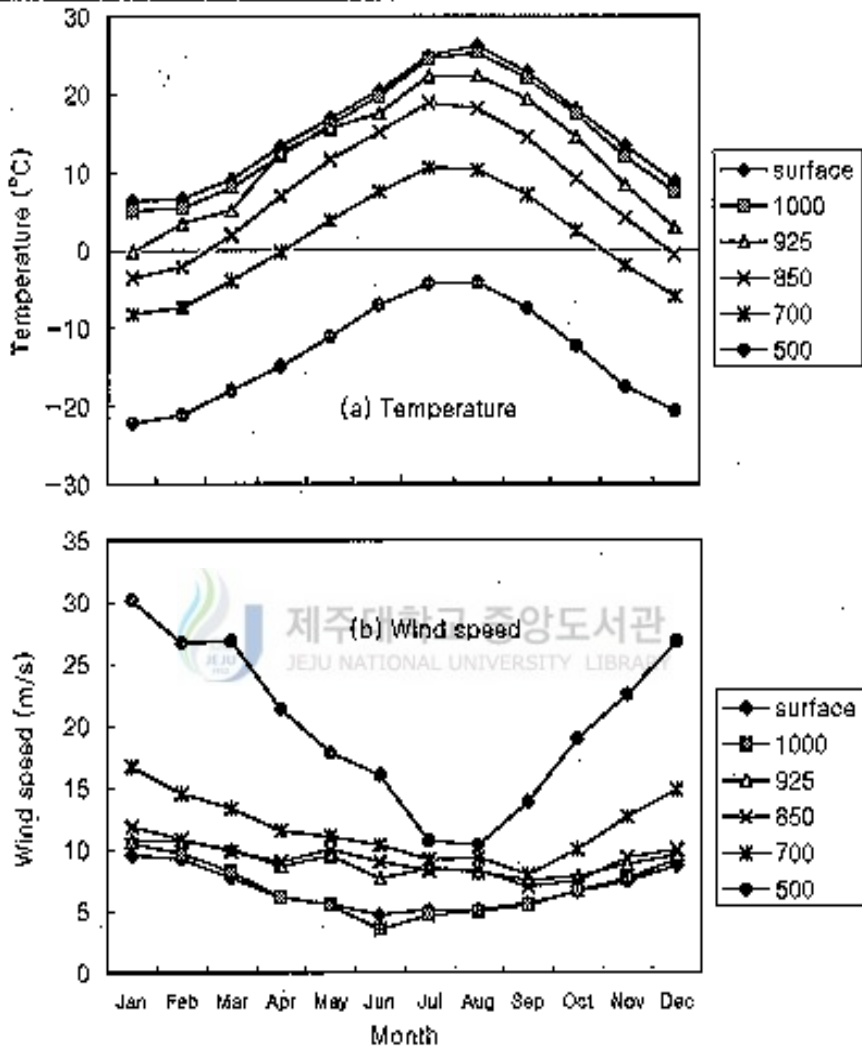 30
20
10
0
-10
-20
-30
Temperature (°C)
(a) Temperature
surface
1000
925
850
700
500
35
30
25
20
15
10
5
0
Wind speed (m/s)
(b) Wind speed
제주대학교 중앙도서관
JEJU NATIONAL UNIVERSITY LIBRARY
JEJU
surface
1000
925
850
700
500
Jan Feb Mar Apr May Jun Jul Aug Sep Oct Nov Dec
Month